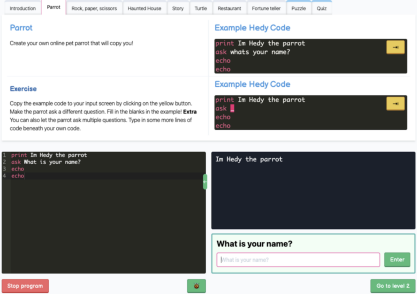 Introduction Parrot Rock, paper, scissors Haunted House Story Turtle Restaurant Fortune teller Puzzle Quiz
Parrot
Create your own online pet parrot that will copy you!
Example Hedy Code
print Im Hedy the parrot
ask whats your name?
echo
echo
Exercise
Copy the example code to your input screen by clicking on the yellow button.
Make the parrot ask a different question. Fill in the blanks in the example! Extra
You can also let the parrot ask multiple questions. Type in some more lines of
code beneath your own code.
Example Hedy Code
print Im Hedy the parrot
ask _
echo
echo
1 print Im Hedy the parrot
2 ask What is your name?
3 echo
4 echo
Im Hedy the parrot
What is your name?
What is your name?
Enter
Stop program
Go to level 2